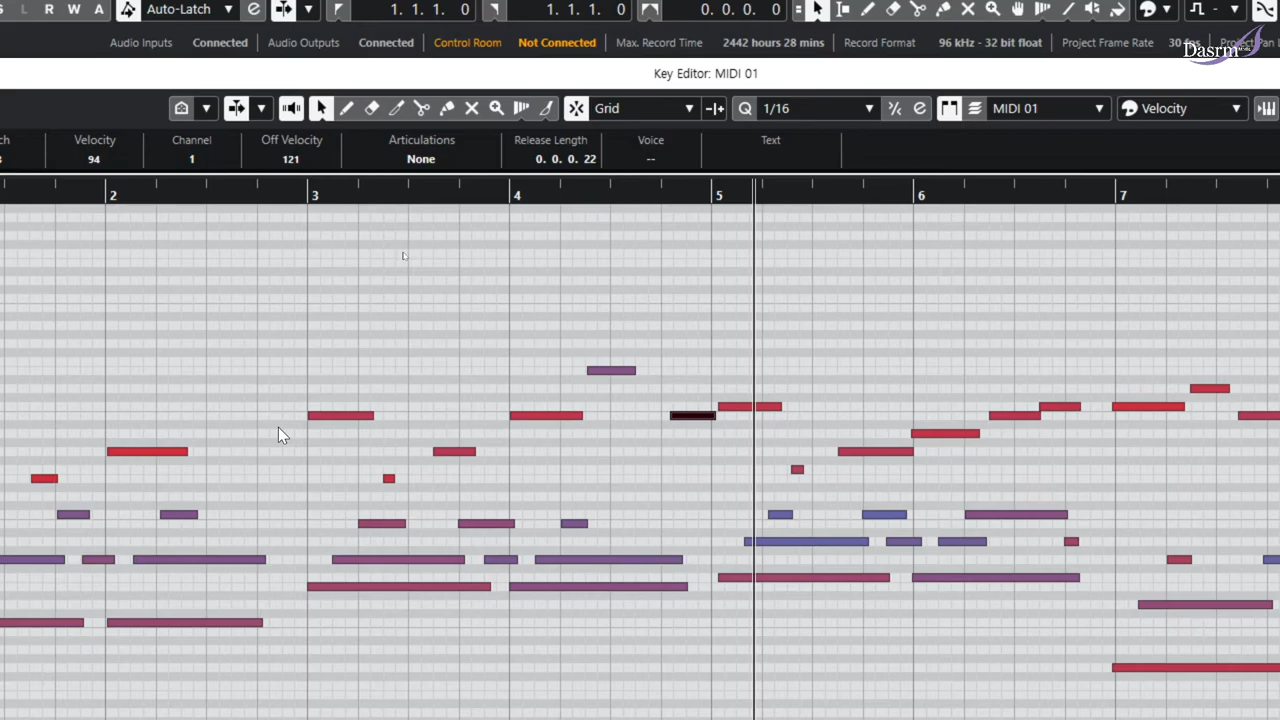 L R W A Auto-Latch 1. 1. 1. 0 1. 1. 1. 0 0. 0. 0. 0
Audio Inputs Connected Audio Outputs Connected Control Room Not Connected Max. Record Time 2442 hours 28 mins Record Format 96 kHz - 32 bit float Project Frame Rate 30 fps
Dasrm
Key Editor: MIDI 01
Grid Q 1/16 MIDI 01 Velocity
Velocity Channel Off Velocity Articulations Release Length Voice Text
94 1 121 None 0. 0. 0. 22 --
2 3 4 5 6 7